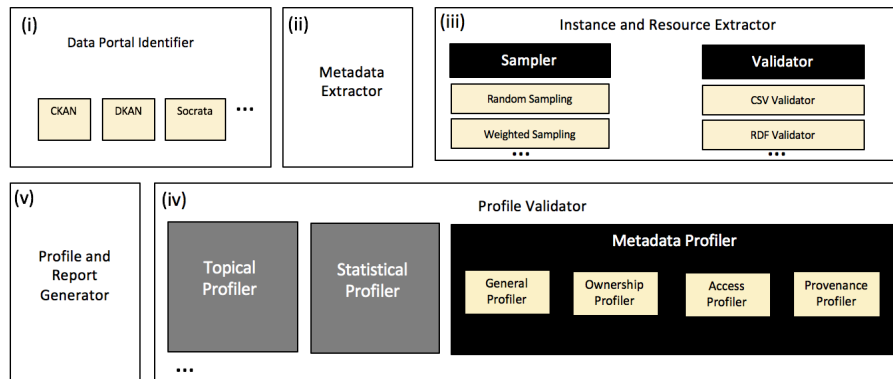 (i)
Data Portal Identifier
CKAN
DKAN
Socrata
...
(ii)
Metadata
Extractor
(iii)
Instance and Resource Extractor
Sampler
Random Sampling
Weighted Sampling
...
Validator
CSV Validator
RDF Validator
...
(v)
Profile and
Report
Generator
(iv)
Profile Validator
Topical
Profiler
Statistical
Profiler
Metadata Profiler
General
Profiler
Ownership
Profiler
Access
Profiler
Provenance
Profiler
...